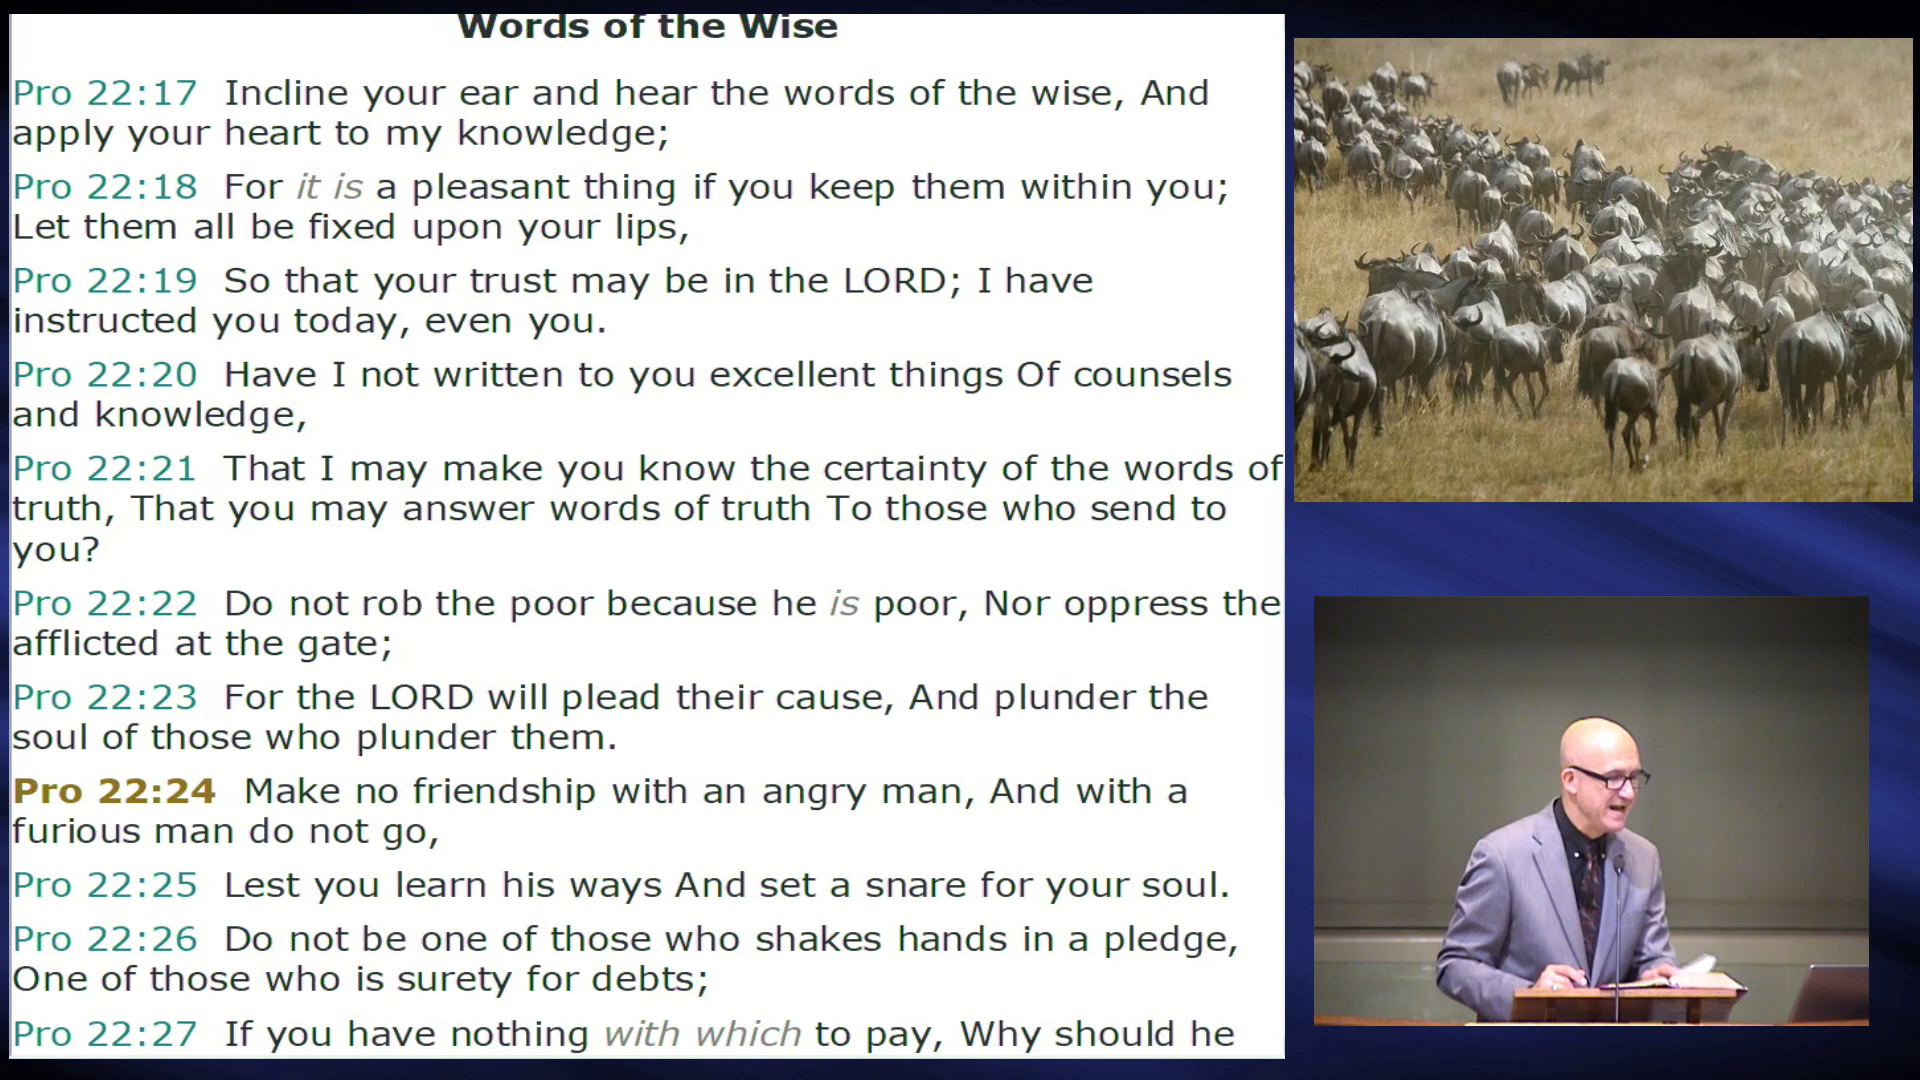 Words of the Wise
Pro 22:17 Incline your ear and hear the words of the wise, And
apply your heart to my knowledge;
Pro 22:18 For it is a pleasant thing if you keep them within you;
Let them all be fixed upon your lips,
Pro 22:19 So that your trust may be in the LORD; I have
instructed you today, even you.
Pro 22:20 Have I not written to you excellent things Of counsels
and knowledge,
Pro 22:21 That I may make you know the certainty of the words of
truth, That you may answer words of truth To those who send to
you?
Pro 22:22 Do not rob the poor because he is poor, Nor oppress the
afflicted at the gate;
Pro 22:23 For the LORD will plead their cause, And plunder the
soul of those who plunder them.
Pro 22:24 Make no friendship with an angry man, And with a
furious man do not go,
Pro 22:25 Lest you learn his ways And set a snare for your soul.
Pro 22:26 Do not be one of those who shakes hands in a pledge,
One of those who is surety for debts;
Pro 22:27 If you have nothing with which to pay, Why should he